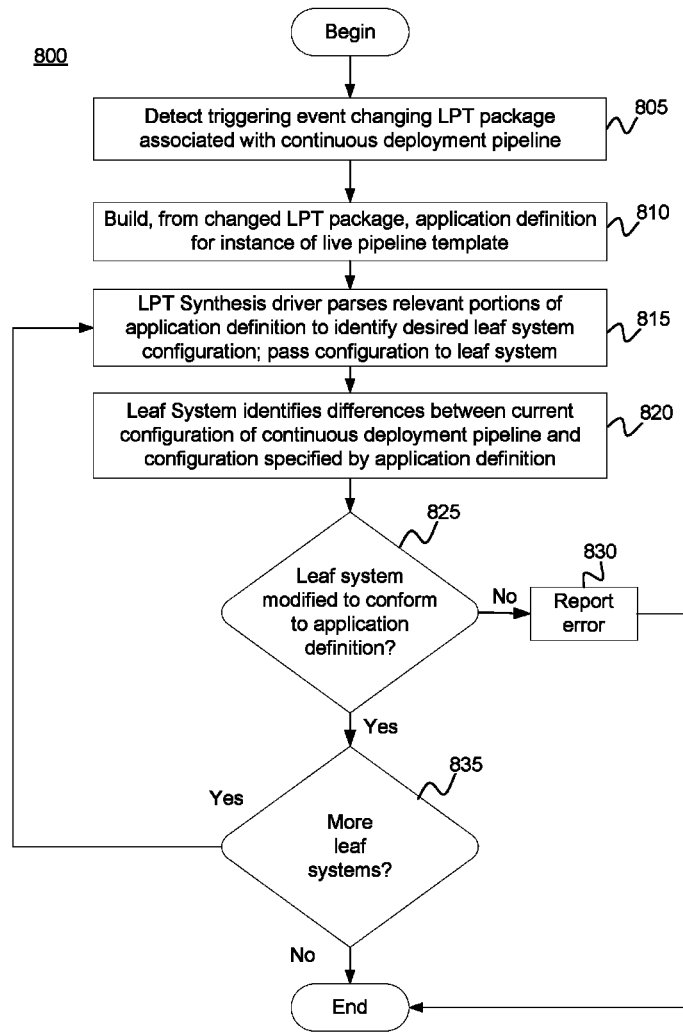 Begin
800
Detect triggering event changing LPT package
associated with continuous deployment pipeline
805
Build, from changed LPT package, application definition
for instance of live pipeline template
810
LPT Synthesis driver parses relevant portions of
application definition to identify desired leaf system
configuration; pass configuration to leaf system
815
Leaf System identifies differences between current
configuration of continuous deployment pipeline and
configuration specified by application definition
820
825
Leaf system
modified to conform
to application
definition?
No
830
Report
error
Yes
835
Yes
More
leaf
systems?
No
End